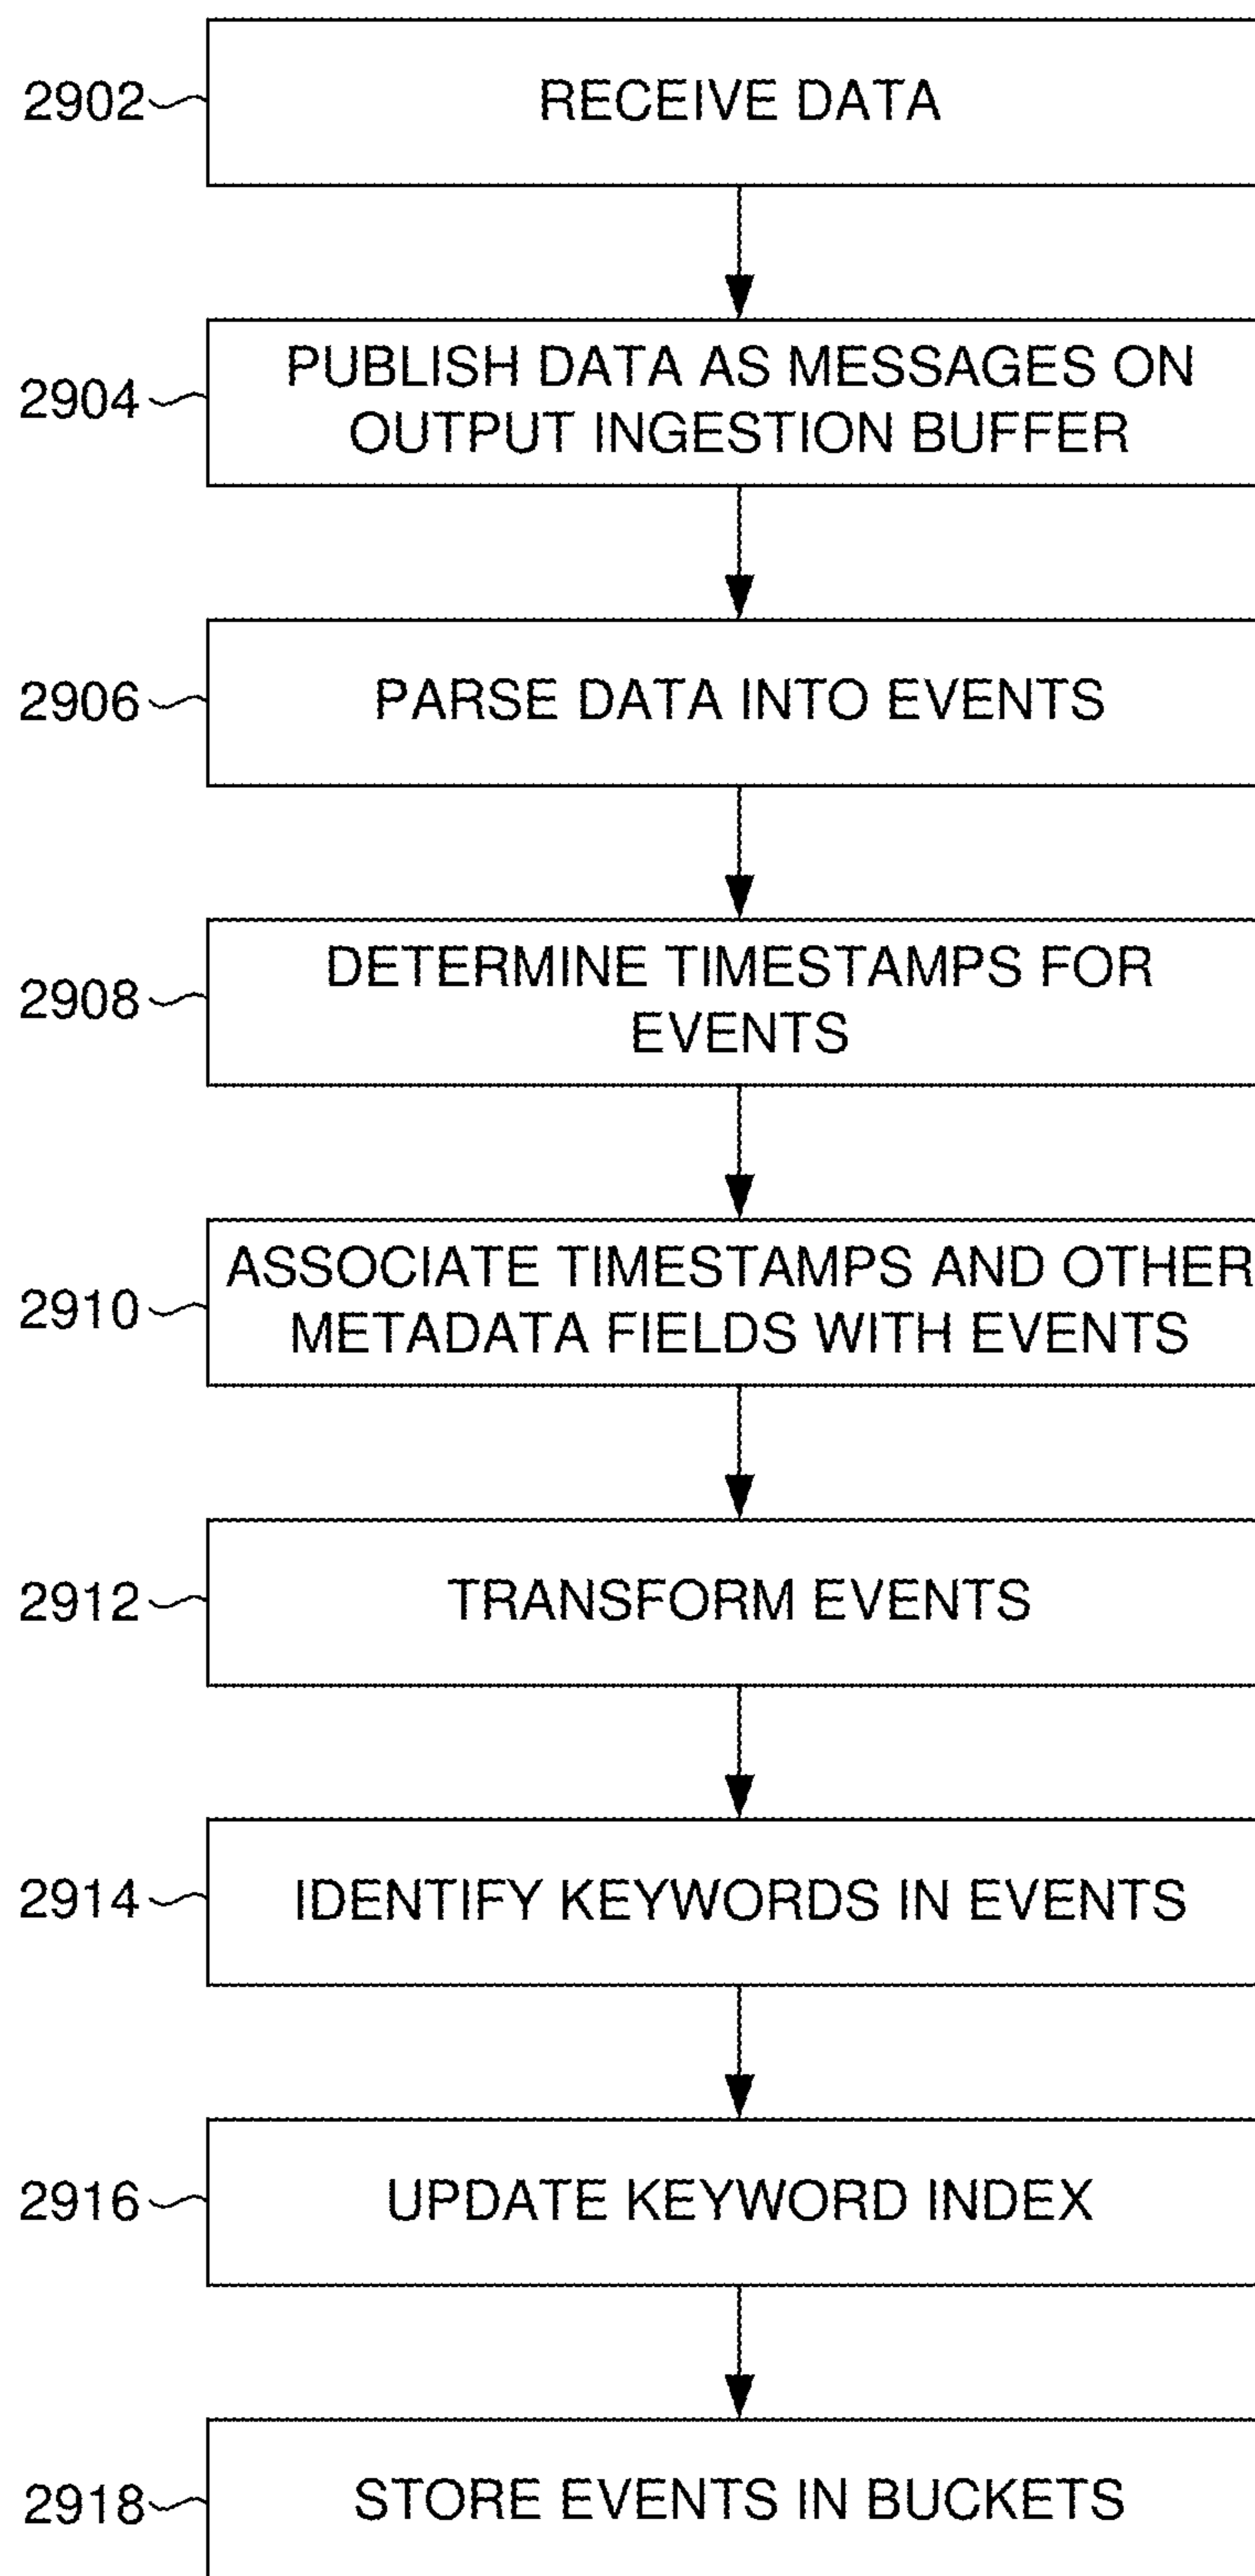 2902
RECEIVE DATA
2904
PUBLISH DATA AS MESSAGES ON
OUTPUT INGESTION BUFFER
2906
PARSE DATA INTO EVENTS
2908
DETERMINE TIMESTAMPS FOR
EVENTS
2910
ASSOCIATE TIMESTAMPS AND OTHER
METADATA FIELDS WITH EVENTS
2912
TRANSFORM EVENTS
2914
IDENTIFY KEYWORDS IN EVENTS
2916
UPDATE KEYWORD INDEX
2918
STORE EVENTS IN BUCKETS